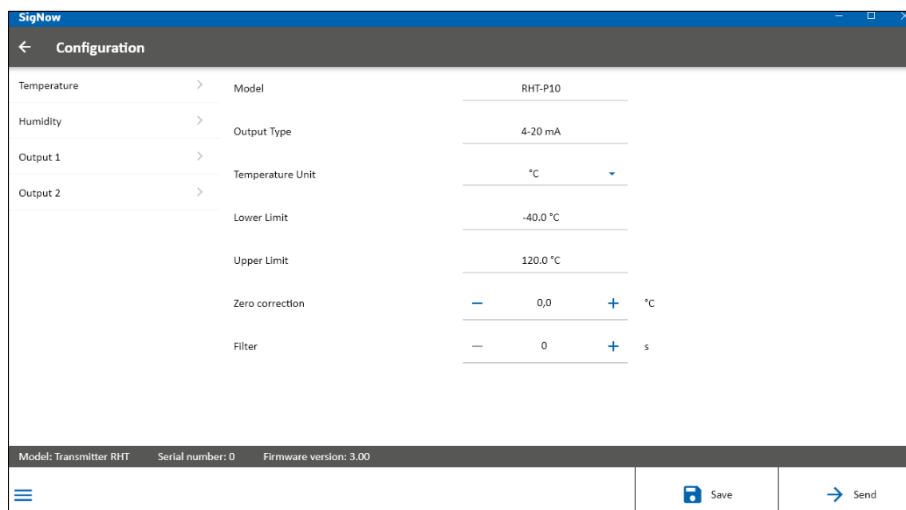 SigNow
Configuration
Temperature
Humidity
Output 1
Output 2
Model RHT-P10
Output Type 4-20 mA
Temperature Unit °C
Lower Limit -40.0 °C
Upper Limit 120.0 °C
Zero correction − 0,0 + °C
Filter — 0 + s
Model: Transmitter RHT Serial number: 0 Firmware version: 3.00
Save Send